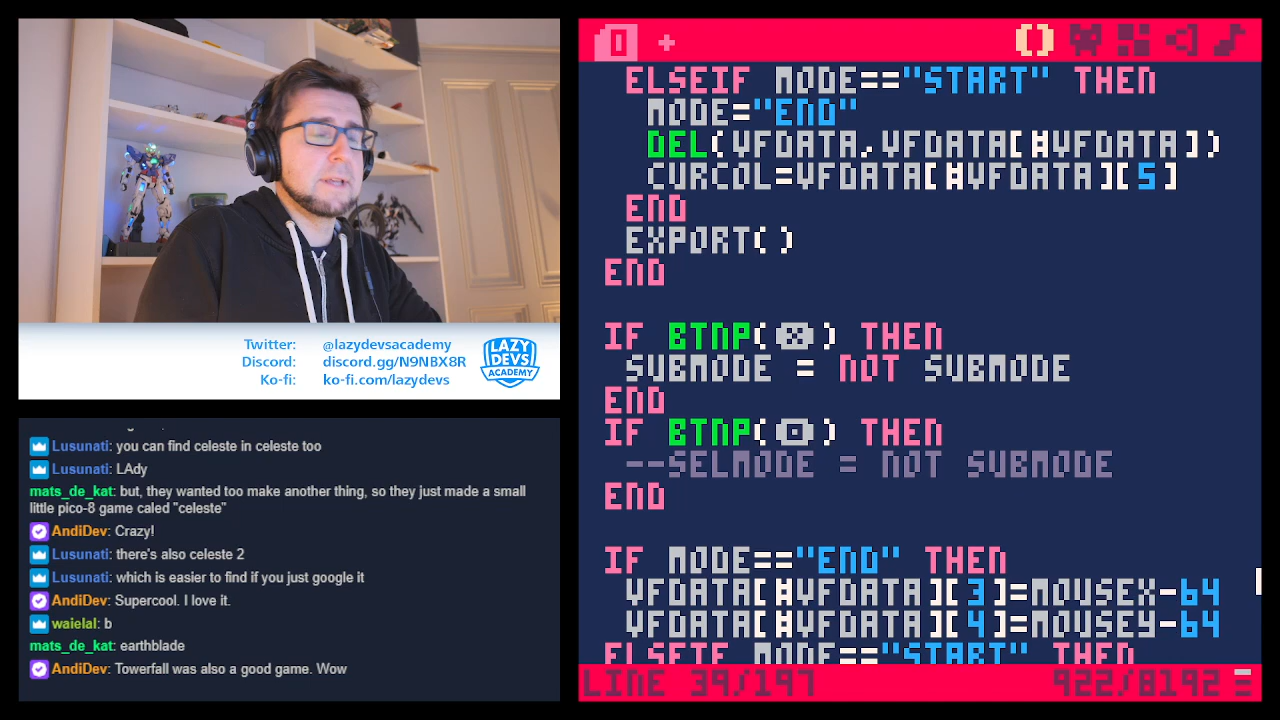 Twitter: @lazydevsacademy
Discord: discord.gg/N9NBX8R
Ko-fi: ko-fi.com/lazydevs
LAZY
DEVS
ACADEMY
Lusunati: you can find celeste in celeste too
Lusunati: LAdy
mats_de_kat: but, they wanted too make another thing, so they just made a small
little pico-8 game caled "celeste"
AndiDev: Crazy!
Lusunati: there's also celeste 2
Lusunati: which is easier to find if you just google it
AndiDev: Supercool. I love it.
waielal: b
mats_de_kat: earthblade
AndiDev: Towerfall was also a good game. Wow
0 +
ELSEIF MODE=="START" THEN
MODE="END"
DEL(VFDATA,VFDATA[#VFDATA])
CURCOL=VFDATA[#VFDATA][5]
END
EXPORT()
END
IF BTNP(❎) THEN
SUBMODE = NOT SUBMODE
END
IF BTNP(🅾️) THEN
--SELMODE = NOT SUBMODE
END
IF MODE=="END" THEN
VFDATA[#VFDATA][3]=MOUSEX-64
VFDATA[#VFDATA][4]=MOUSEY-64
ELSEIF MODE=="START" THEN
LINE 39/197 922/8192